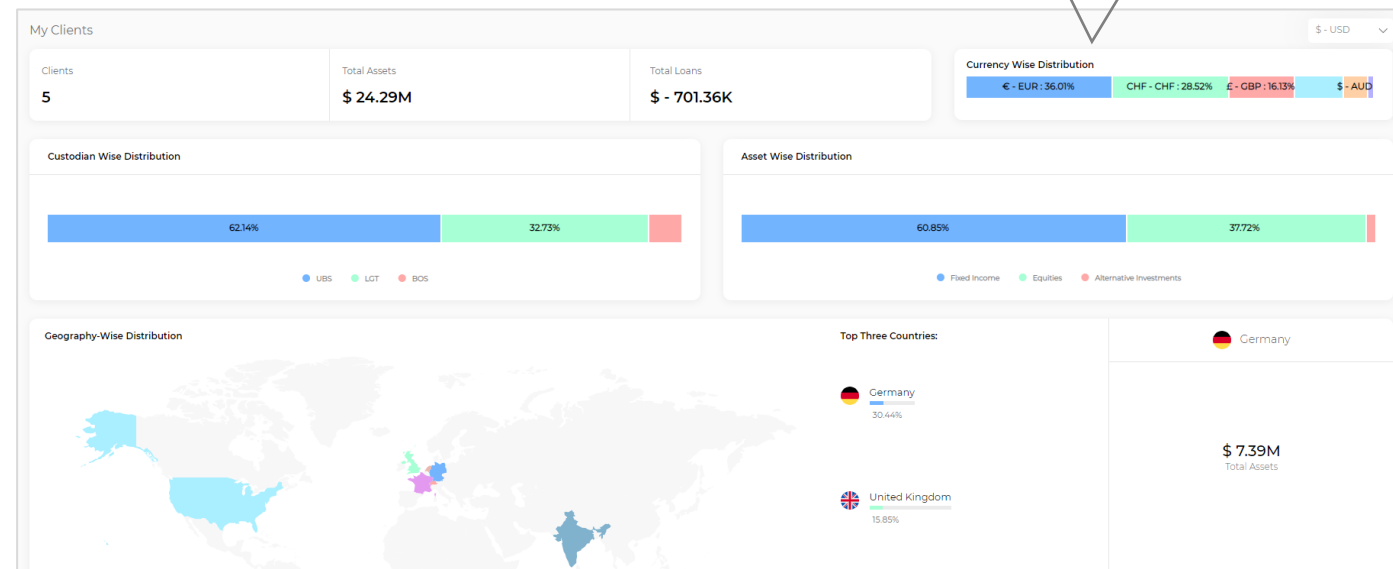 My Clients
$ - USD
Clients
Total Assets
Total Loans
5
$ 24.29M
$ - 701.36K
Currency Wise Distribution
€ - EUR : 36.01%
CHF - CHF : 28.52%
£ - GBP : 16.13%
$ - AUD
Custodian Wise Distribution
62.14%
32.73%
UBS
LGT
BOS
Asset Wise Distribution
60.85%
37.72%
Fixed Income
Equities
Alternative Investments
Geography-Wise Distribution
Top Three Countries:
Germany
30.44%
United Kingdom
15.85%
Germany
$ 7.39M
Total Assets